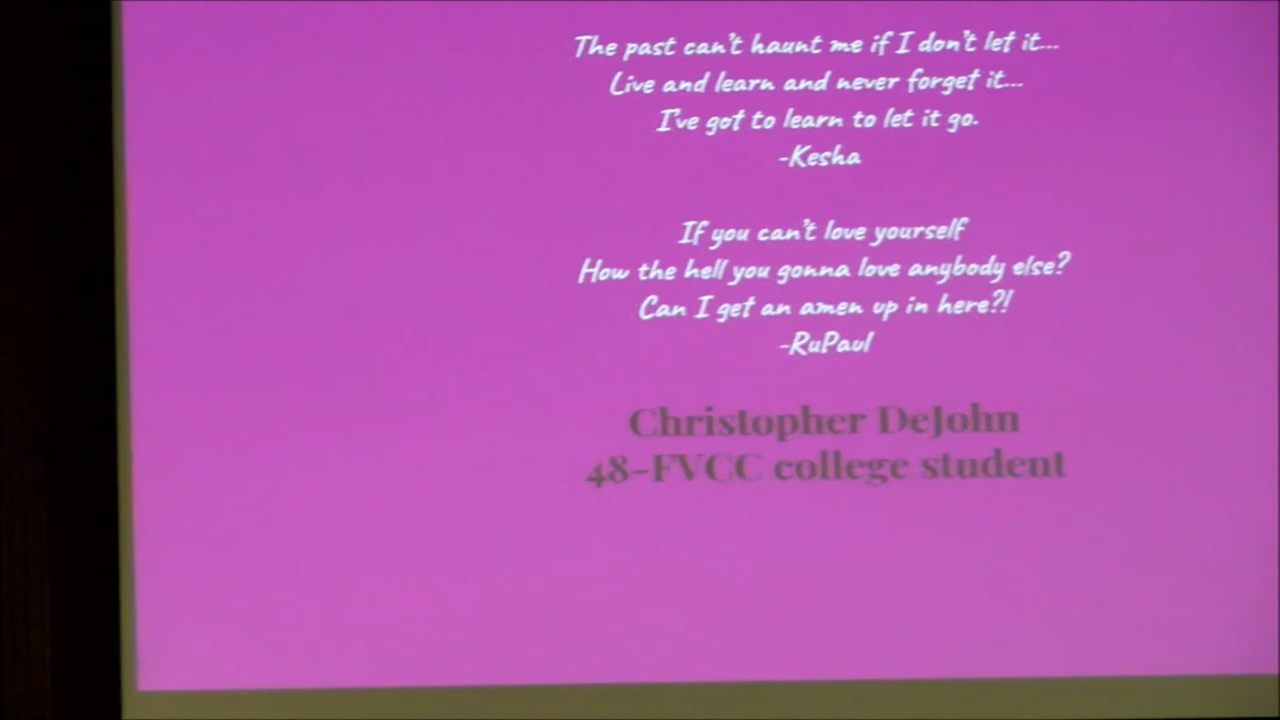 The past can't haunt me if I don't let it...
Live and learn and never forget it...
I've got to learn to let it go.
-Kesha
If you can't love yourself
How the hell you gonna love anybody else?
Can I get an amen up in here?!
-RuPaul
Christopher DeJohn
48-FVCC college student